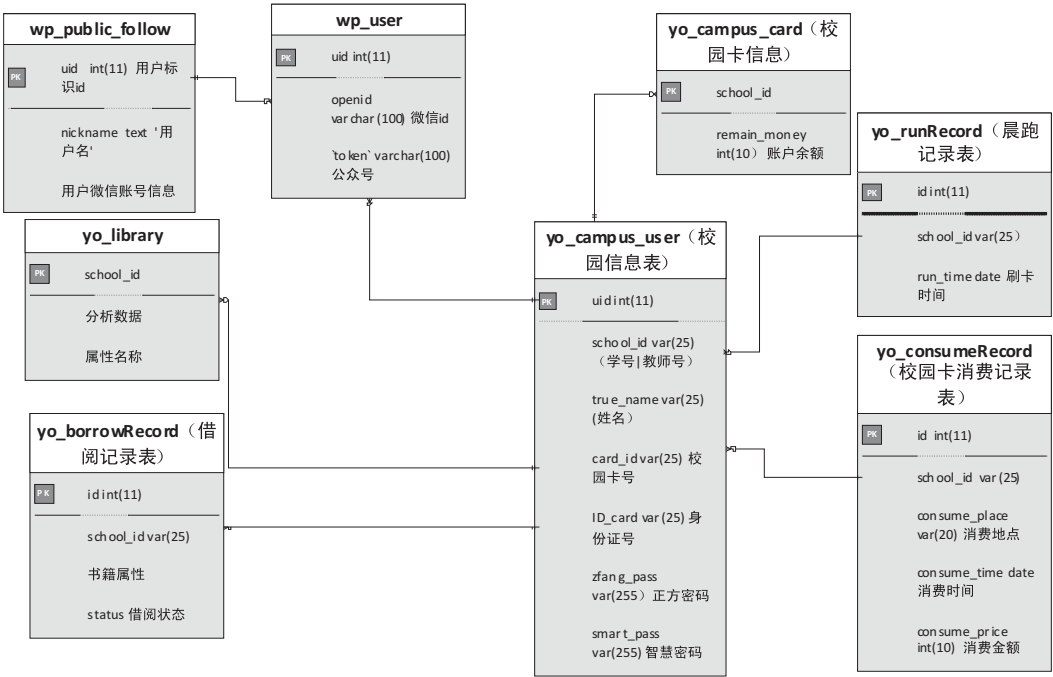 wp_public_follow
PK
uid int(11) 用户标
识id
nickname text '用
户名'
用户微信账号信息
wp_user
PK
uid int(11)
openid
varchar (100) 微信id
`token` varchar(100)
公众号
yo_campus_card（校
园卡信息）
PK
school_id
remain_money
int(10） 账户余额
yo_runRecord（晨跑
记录表）
PK
id int(11)
school_id var(25）
run_time date 刷卡
时间
yo_library
PK
school_id
分析数据
属性名称
yo_campus_user（校
园信息表）
PK
uid int(11)
school_id var(25)
（学号|教师号）
true_name var(25)
(姓名）
card_id var(25) 校
园卡号
ID_card var (25) 身
份证号
zfang_pass
var(255）正方密码
smart_pass
var(255) 智慧密码
yo_consumeRecord
（校园卡消费记录
表）
PK
id int(11)
school_id var (25)
consume_place
var(20) 消费地点
consume_time date
消费时间
consume_price
int(10) 消费金额
yo_borrowRecord（借
阅记录表）
PK
id int(11)
school_id var(25)
书籍属性
status 借阅状态